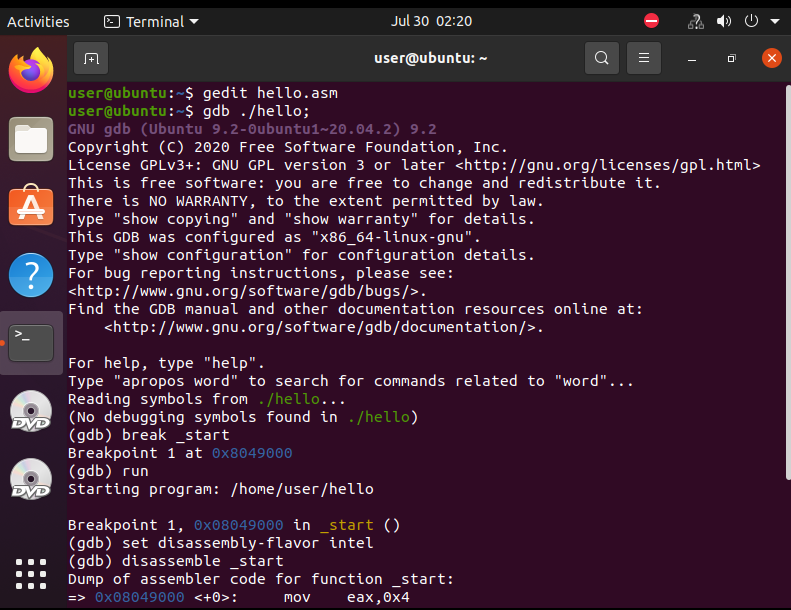 Activities Terminal Jul 30 02:20
user@ubuntu: ~
user@ubuntu:~$ gedit hello.asm
user@ubuntu:~$ gdb ./hello;
GNU gdb (Ubuntu 9.2-0ubuntu1~20.04.2) 9.2
Copyright (C) 2020 Free Software Foundation, Inc.
License GPLv3+: GNU GPL version 3 or later <http://gnu.org/licenses/gpl.html>
This is free software: you are free to change and redistribute it.
There is NO WARRANTY, to the extent permitted by law.
Type "show copying" and "show warranty" for details.
This GDB was configured as "x86_64-linux-gnu".
Type "show configuration" for configuration details.
For bug reporting instructions, please see:
<http://www.gnu.org/software/gdb/bugs/>.
Find the GDB manual and other documentation resources online at:
    <http://www.gnu.org/software/gdb/documentation/>.
For help, type "help".
Type "apropos word" to search for commands related to "word"...
Reading symbols from ./hello...
(No debugging symbols found in ./hello)
(gdb) break _start
Breakpoint 1 at 0x8049000
(gdb) run
Starting program: /home/user/hello
Breakpoint 1, 0x08049000 in _start ()
(gdb) set disassembly-flavor intel
(gdb) disassemble _start
Dump of assembler code for function _start:
=> 0x08049000 <+0>:     mov    eax,0x4
>_
DVD
DVD